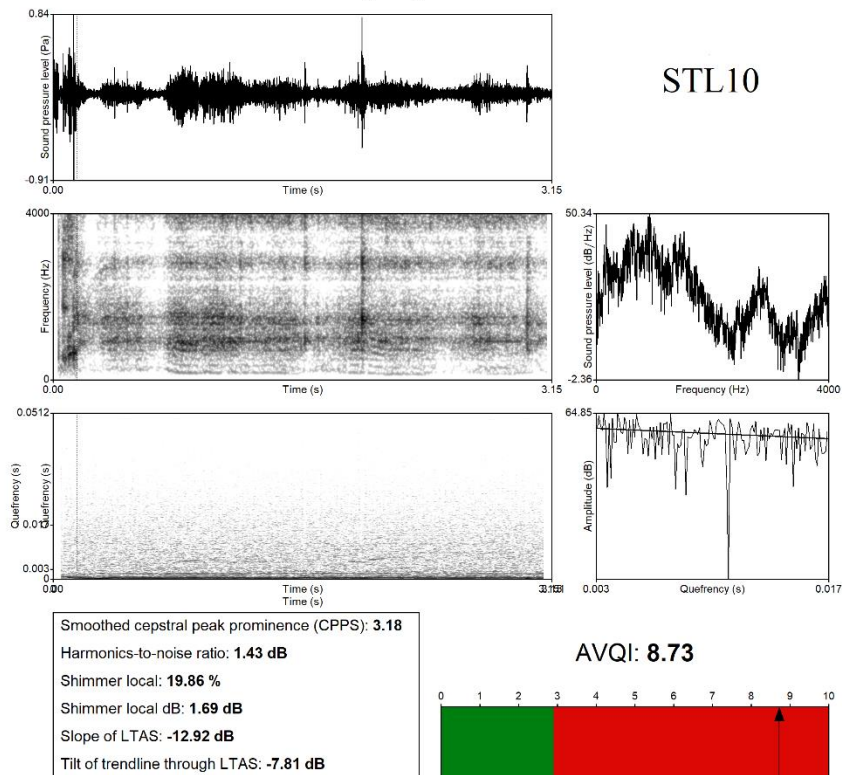 STL10
0.84
Sound pressure level (Pa)
-0.91
0.00
Time (s)
3.15
4000
Frequency (Hz)
0
0.00
Time (s)
3.15
50.34
Sound pressure level (dB/Hz)
-2.36
0
Frequency (Hz)
4000
0.0512
Quefrency (s)
Quefrency (s)
0.003
0
Time (s)
Time (s)
64.85
Amplitude (dB)
0.003
Quefrency (s)
0.017
Smoothed cepstral peak prominence (CPPS): 3.18
Harmonics-to-noise ratio: 1.43 dB
Shimmer local: 19.86 %
Shimmer local dB: 1.69 dB
Slope of LTAS: -12.92 dB
Tilt of trendline through LTAS: -7.81 dB
AVQI: 8.73
0 1 2 3 4 5 6 7 8 9 10